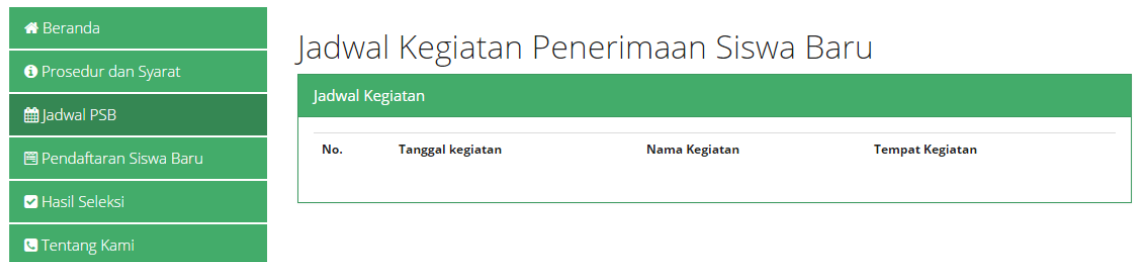 Beranda
Prosedur dan Syarat
Jadwal PSB
Pendaftaran Siswa Baru
Hasil Seleksi
Tentang Kami
Jadwal Kegiatan Penerimaan Siswa Baru
Jadwal Kegiatan
No. Tanggal kegiatan Nama Kegiatan Tempat Kegiatan